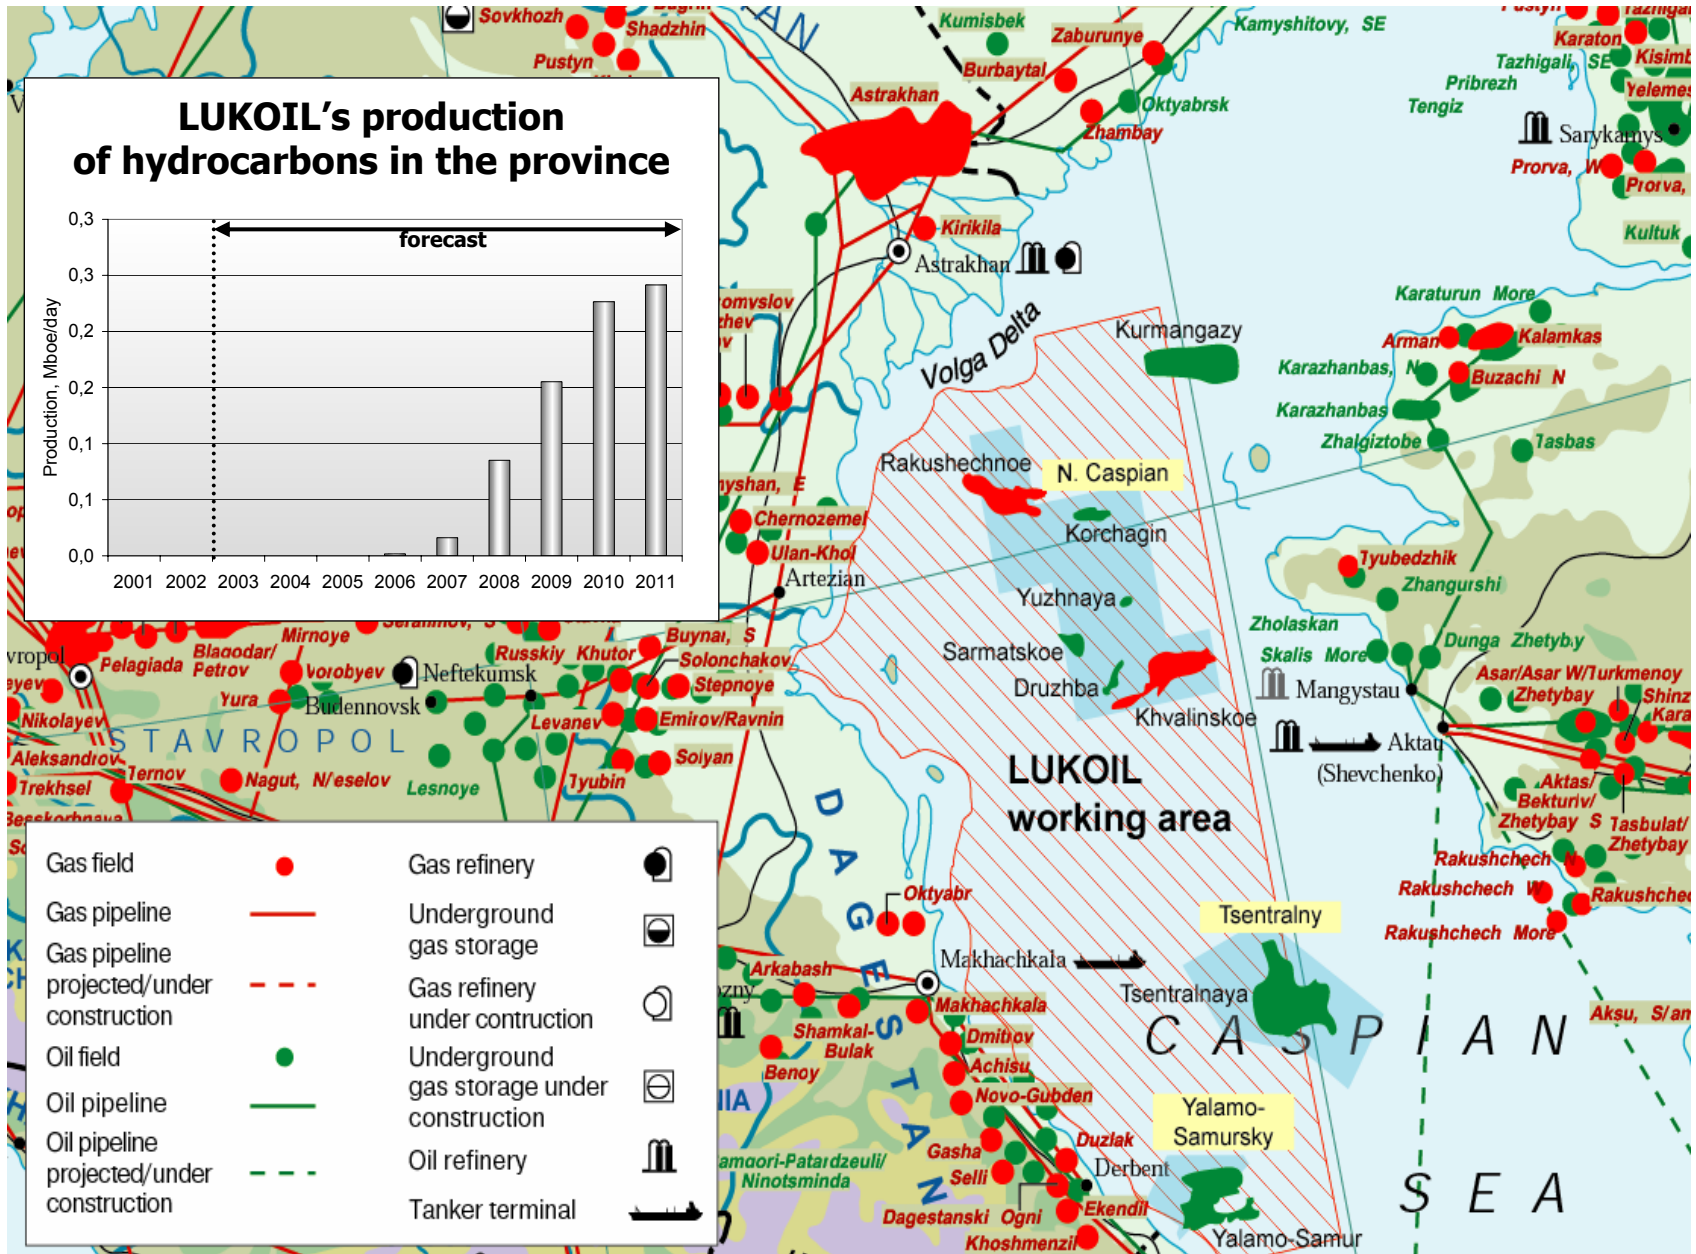 LUKOIL’s production
of hydrocarbons in the province
forecast
Production, Mboe/day
0,3
0,3
0,2
0,2
0,1
0,1
0,0
2001 2002 2003 2004 2005 2006 2007 2008 2009 2010 2011
Sovkhozh
Shadzhin
Pustyn
Kumisbek
Zaburunye
Kamyshitovy, SE
Burbaytal
Astrakhan
Oktyabrsk
Zhambay
Karaton
Tazhigali, SE
Pribrezh
Tengiz
Sarykamys
Prorva, W
Prorva,
Kultuk
Kirikila
Astrakhan
Volga Delta
Kurmangazy
Karaturun More
Arman
Kalamkas
Karazhanbas, N
Buzachi N
Karazhanbas
Zhalgiztobe
Tasbas
Rakushechnoe
N. Caspian
Korchagin
Chernozemel
Ulan-Khol
Artezian
Yuzhnaya
Sarmatskoe
Druzhba
Khvalinskoe
Tyubedzhik
Zhangurshi
Zholaskan
Skalis More
Dunga Zhetyby
Asar/Asar W/Turkmenoy
Zhetybay
Mangystau
Aktau
(Shevchenko)
Aktas/
Bekturly/
Zhetybay S
Tasbulat/
Zhetybay
Rakushchech N
Rakushchech W
Rakushchech More
LUKOIL
working area
Mirnoye
Buynal, S
Pelagiada
Blagodar/
Petrov
Vorobyev
Russkiy Khutor
Solonchakov
Neftekumsk
Stepnoye
Yura
Budennovsk
Levanev
Emirov/Ravnin
Nikolayev
STAVROPOL
Aleksandrov
Ternov
Nagut, N/eselov
Lesnoye
Tyubin
Solyan
Trekhsel
DAGESTAN
Oktyabr
Tsentralny
Makhachkala
Tsentralnaya
Arkabash
Makhachkala
Shamkal-
Bulak
Dmitrov
Benoy
Achisu
Novo-Gubden
CASPIAN
SEA
Aksu, S/am
Yalamo-
Samursky
Gasha
Duzlak
Selli
Derbent
Ninotsminda
Dagestanski Ogni
Ekendil
Khoshmenzil
Yalamo-Samur
Gas field
Gas pipeline
Gas pipeline
projected/under
construction
Oil field
Oil pipeline
Oil pipeline
projected/under
construction
Gas refinery
Underground
gas storage
Gas refinery
under contruction
Underground
gas storage under
construction
Oil refinery
Tanker terminal